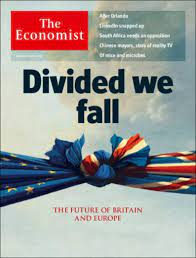 The
Economist
After Orlando
LinkedIn snapped up
South Africa needs an opposition
Chinese mayors, stars of reality TV
Of mice and microbes
Divided we
fall
THE FUTURE OF BRITAIN
AND EUROPE